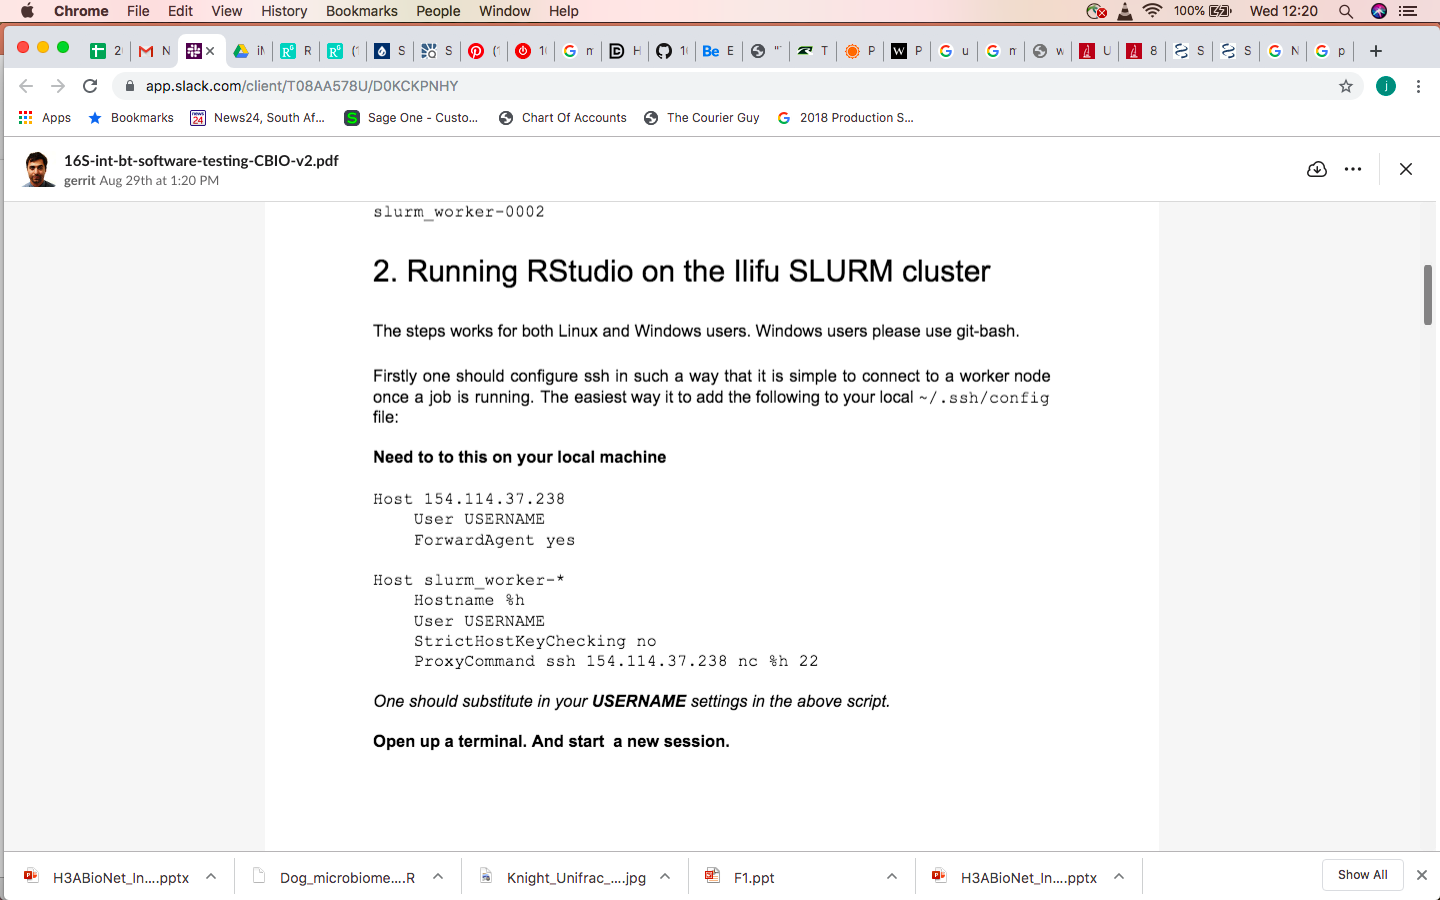 Chrome File Edit View History Bookmarks People Window Help 100% Wed 12:20
2 M N iN R (1 S S (1 1( n H 1( Be E " T P W P u n w U 8 S S N p +
app.slack.com/client/T08AA578U/D0KCKPNHY j
Apps Bookmarks News24, South Af... Sage One - Custo... Chart Of Accounts The Courier Guy 2018 Production S...
16S-int-bt-software-testing-CBIO-v2.pdf
gerrit Aug 29th at 1:20 PM
slurm_worker-0002
2. Running RStudio on the Ilifu SLURM cluster
The steps works for both Linux and Windows users. Windows users please use git-bash.
Firstly one should configure ssh in such a way that it is simple to connect to a worker node
once a job is running. The easiest way it to add the following to your local ~/.ssh/config
file:
Need to to this on your local machine
Host 154.114.37.238
User USERNAME
ForwardAgent yes
Host slurm_worker-*
Hostname %h
User USERNAME
StrictHostKeyChecking no
ProxyCommand ssh 154.114.37.238 nc %h 22
One should substitute in your USERNAME settings in the above script.
Open up a terminal. And start a new session.
H3ABioNet_In....pptx Dog_microbiome....R Knight_Unifrac_....jpg F1.ppt H3ABioNet_In....pptx Show All